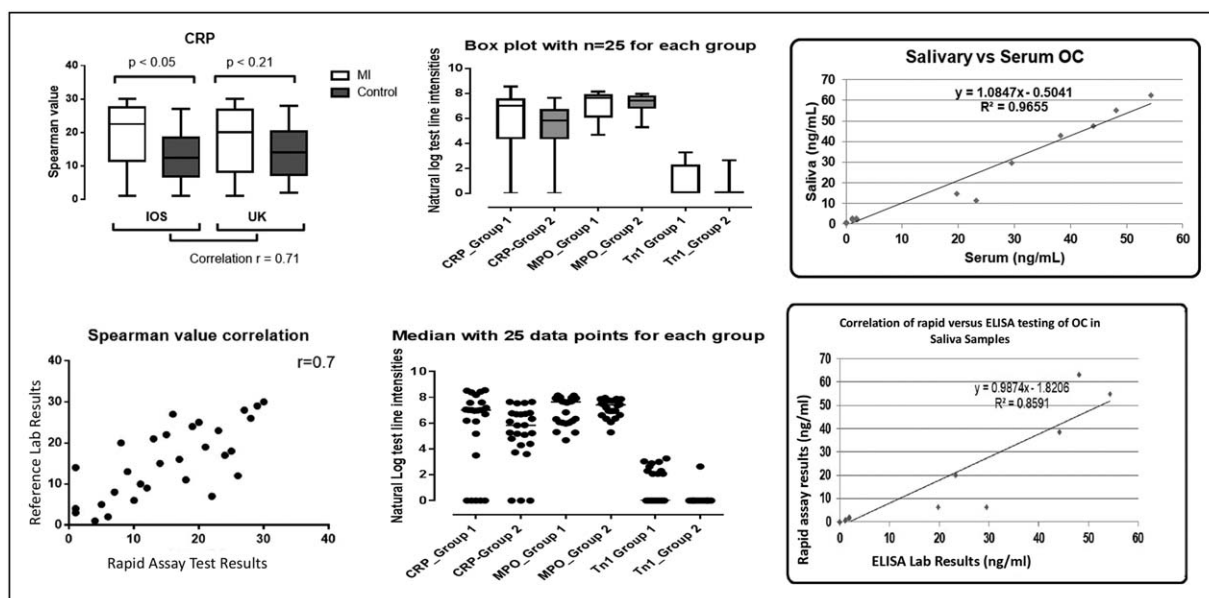 CRP
p < 0.05
p < 0.21
MI
Control
Spearman value
40
30
20
10
0
IOS
UK
Correlation r = 0.71
Box plot with n=25 for each group
Natural log test line intensities
10
8
6
4
2
0
CRP_Group 1
CRP-Group 2
MPO_Group 1
MPO_Group 2
Tn1 Group 1
Tn1_Group 2
Salivary vs Serum OC
y = 1.0847x - 0.5041
R² = 0.9655
Saliva (ng/mL)
70
60
50
40
30
20
10
0
0 10 20 30 40 50 60
Serum (ng/mL)
Spearman value correlation
r=0.7
Reference Lab Results
40
30
20
10
0
0 10 20 30 40
Rapid Assay Test Results
Median with 25 data points for each group
Natural Log test line intensities
10
8
6
4
2
0
CRP_Group 1
CRP-Group 2
MPO_Group 1
MPO_Group 2
Tn1 Group 1
Tn1_Group 2
Correlation of rapid versus ELISA testing of OC in
Saliva Samples
y = 0.9874x - 1.8206
R² = 0.8591
Rapid assay results (ng/ml)
70
60
50
40
30
20
10
0
0 10 20 30 40 50 60
ELISA Lab Results (ng/ml)